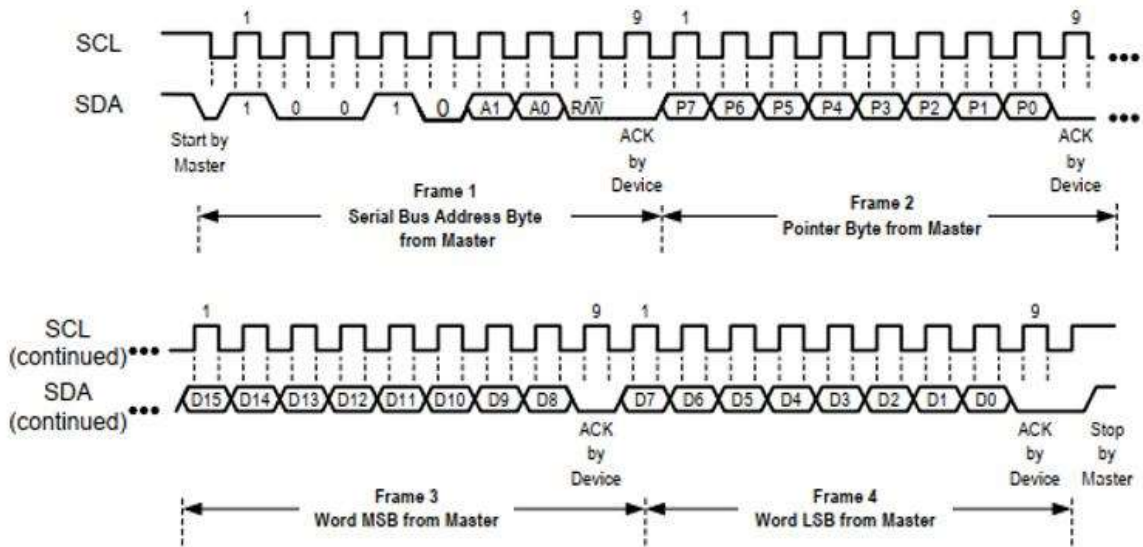 1 9 1 9
SCL
SDA 1 0 0 1 0 A1 A0 R/W̅ P7 P6 P5 P4 P3 P2 P1 P0
Start by
Master
ACK
by
Device
ACK
by
Device
Frame 1
Serial Bus Address Byte
from Master
Frame 2
Pointer Byte from Master
1 9 1 9
SCL
(continued)
SDA
(continued)
D15 D14 D13 D12 D11 D10 D9 D8 D7 D6 D5 D4 D3 D2 D1 D0
ACK
by
Device
ACK
by
Device
Stop
by
Master
Frame 3
Word MSB from Master
Frame 4
Word LSB from Master